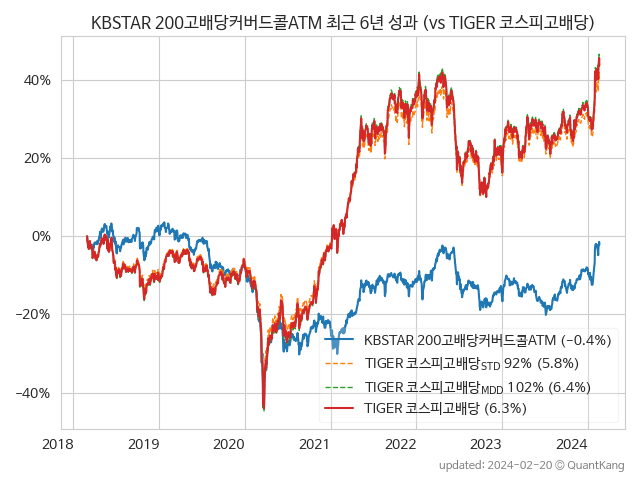 KBSTAR 200고배당커버드콜ATM 최근 6년 성과 (vs TIGER 코스피고배당)
40%
20%
0%
−20%
−40%
KBSTAR 200고배당커버드콜ATM (−0.4%)
TIGER 코스피고배당STD 92% (5.8%)
TIGER 코스피고배당MDD 102% (6.4%)
TIGER 코스피고배당 (6.3%)
2018 2019 2020 2021 2022 2023 2024
updated: 2024-02-20 © QuantKang